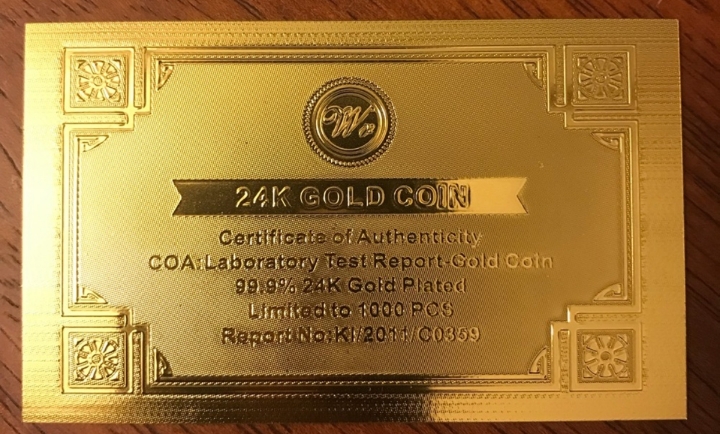 Wc
24K GOLD COIN
Certificate of Authenticity
COA:Laboratory Test Report-Gold Coin
99.9% 24K Gold Plated
Limited to 1000 PCS
Report No:KI/2011/C0359